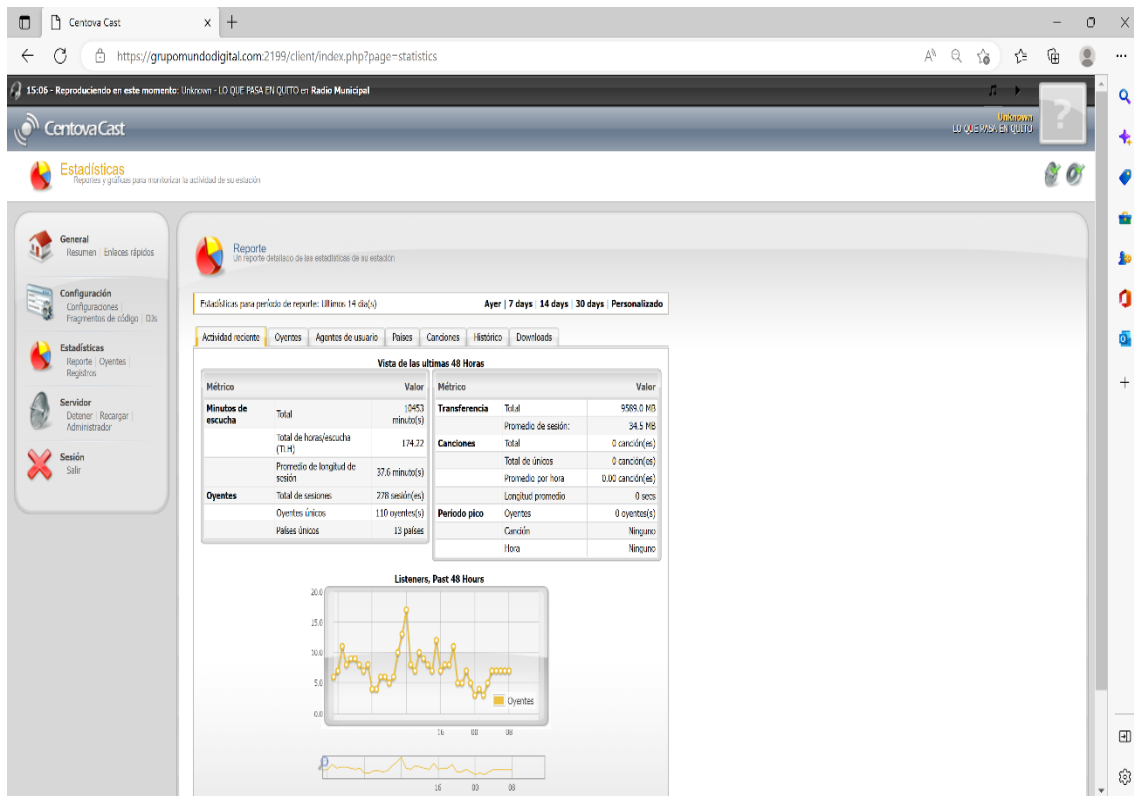 Centova Cast
https://grupomundodigital.com:2199/client/index.php?page=statistics
15:06 - Reproduciendo en este momento: Unknown - LO QUE PASA EN QUITO en Radio Municipal
CentovaCast
Unknown
LO QUE PASA EN QUITO
?
Estadísticas
Reportes y gráficas para monitorizar la actividad de su estación
General
Resumen | Enlaces rápidos
Configuración
Configuraciones |
Fragmentos de código | DJs
Estadísticas
Reporte | Oyentes |
Registros
Servidor
Detener | Recargar |
Administrador
Sesión
Salir
Reporte
Un reporte detallado de las estadísticas de su estación
Estadísticas para período de reporte: Ultimos 14 día(s)
Ayer | 7 days | 14 days | 30 days | Personalizado
Actividad reciente Oyentes Agentes de usuario Países Canciones Histórico Downloads
Vista de las ultimas 48 Horas
Métrico Valor Métrico Valor
Minutos de escucha Total 10453 minuto(s)
Total de horas/escucha (TLH) 174.22
Promedio de longitud de sesión 37.6 minuto(s)
Oyentes Total de sesiones 278 sesión(es)
Oyentes únicos 110 oyentes(s)
Países únicos 13 países
Transferencia Total 9589.0 MB
Promedio de sesión: 34.5 MB
Canciones Total 0 canción(es)
Total de únicos 0 canción(es)
Promedio por hora 0.00 canción(es)
Longitud promedio 0 secs
Período pico Oyentes 0 oyentes(s)
Canción Ninguno
Hora Ninguno
Listeners, Past 48 Hours
20.0
15.0
10.0
5.0
0.0
Oyentes
16 00 08
16 00 08